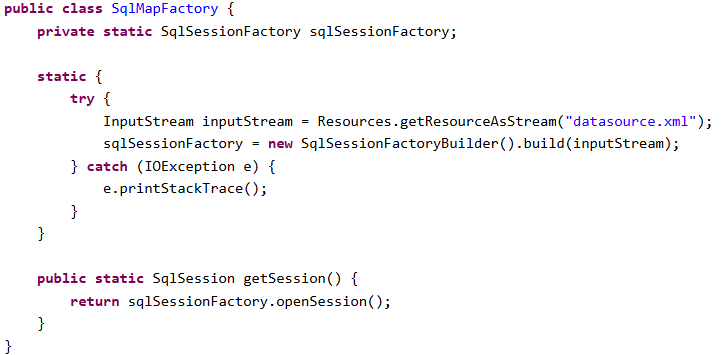 public class SqlMapFactory {
    private static SqlSessionFactory sqlSessionFactory;

    static {
        try {
            InputStream inputStream = Resources.getResourceAsStream("datasource.xml");
            sqlSessionFactory = new SqlSessionFactoryBuilder().build(inputStream);
        } catch (IOException e) {
            e.printStackTrace();
        }
    }

    public static SqlSession getSession() {
        return sqlSessionFactory.openSession();
    }
}